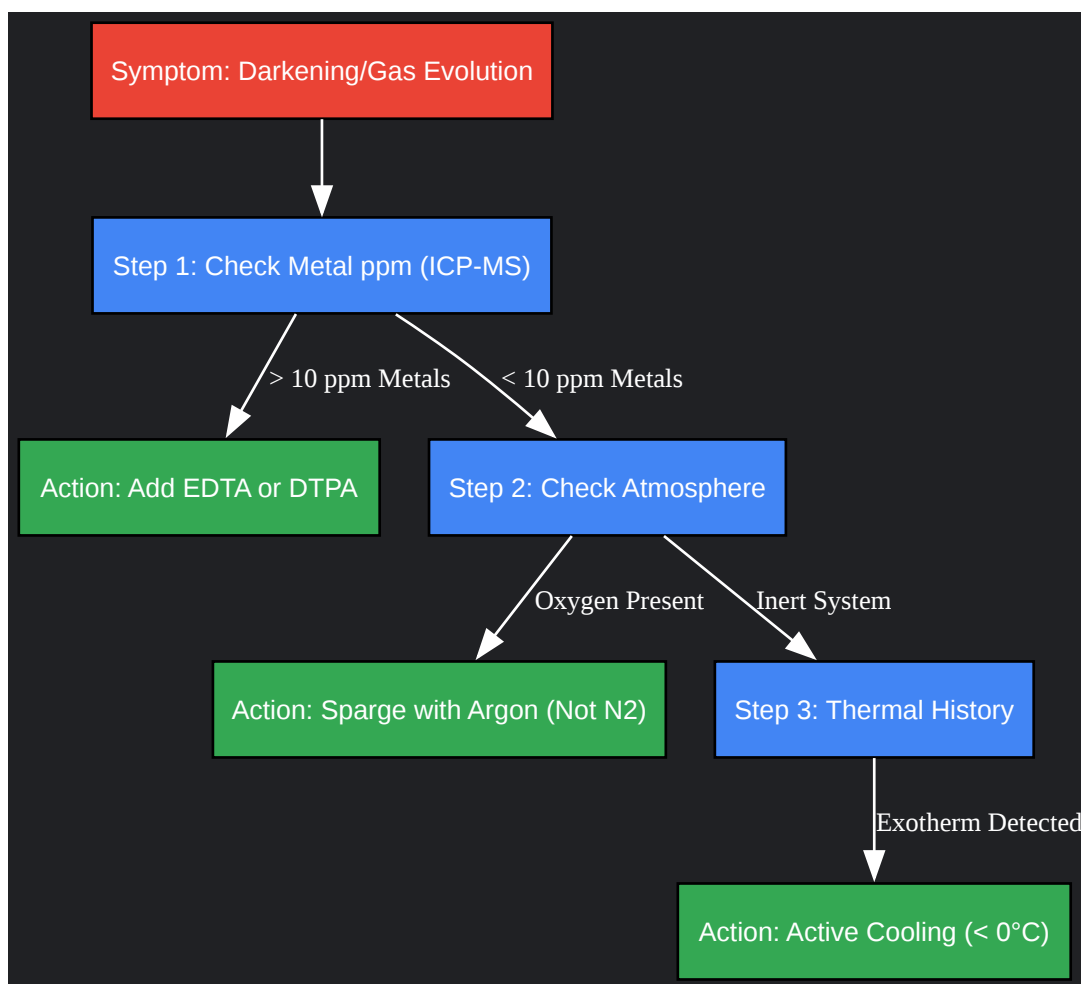 Symptom: Darkening/Gas Evolution
Step 1: Check Metal ppm (ICP-MS)
> 10 ppm Metals
< 10 ppm Metals
Action: Add EDTA or DTPA
Step 2: Check Atmosphere
Oxygen Present
Inert System
Action: Sparge with Argon (Not N2)
Step 3: Thermal History
Exotherm Detected
Action: Active Cooling (< 0°C)